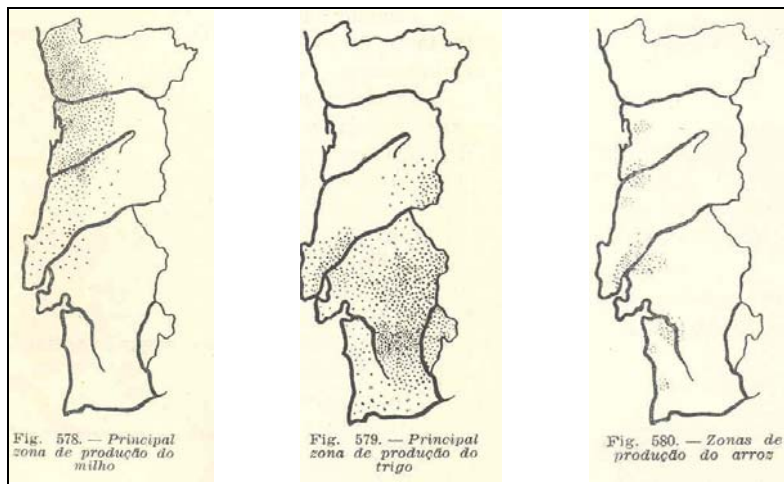 Fig. 578. — Principal
zona de produção do
milho
Fig. 579. — Principal
zona de produção do
trigo
Fig. 580. — Zonas de
produção do arroz